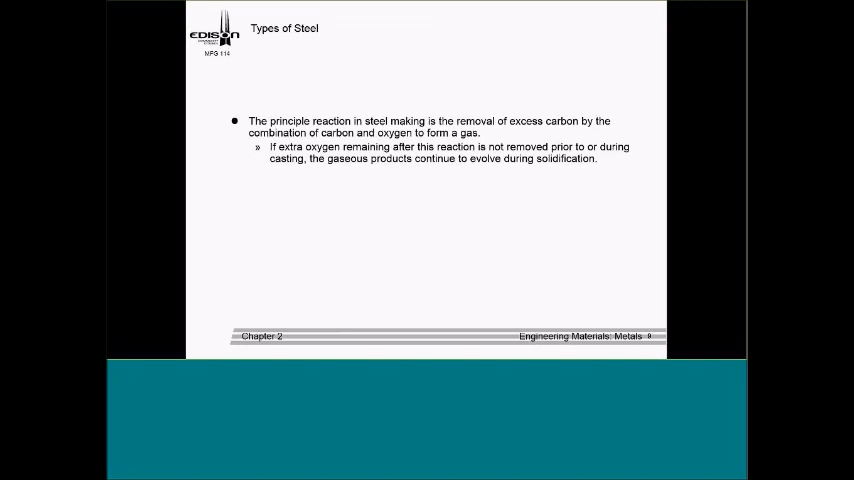 Types of Steel
EDISON
MFG 114
The principle reaction in steel making is the removal of excess carbon by the
combination of carbon and oxygen to form a gas.
» If extra oxygen remaining after this reaction is not removed prior to or during
casting, the gaseous products continue to evolve during solidification.
Chapter 2
Engineering Materials: Metals 9